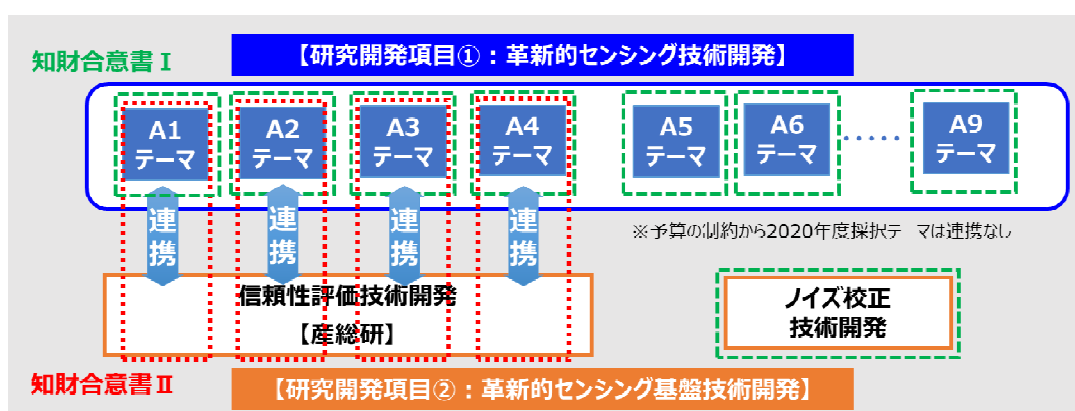 【研究開発項目①：革新的センシング技術開発】
知財合意書Ⅰ
A1
テーマ
A2
テーマ
A3
テーマ
A4
テーマ
A5
テーマ
A6
テーマ
‥‥‥
A9
テーマ
連携
連携
連携
連携
※予算の制約から2020年度採択テーマは連携なし
信頼性評価技術開発
【産総研】
ノイズ校正
技術開発
知財合意書Ⅱ
【研究開発項目②：革新的センシング基盤技術開発】